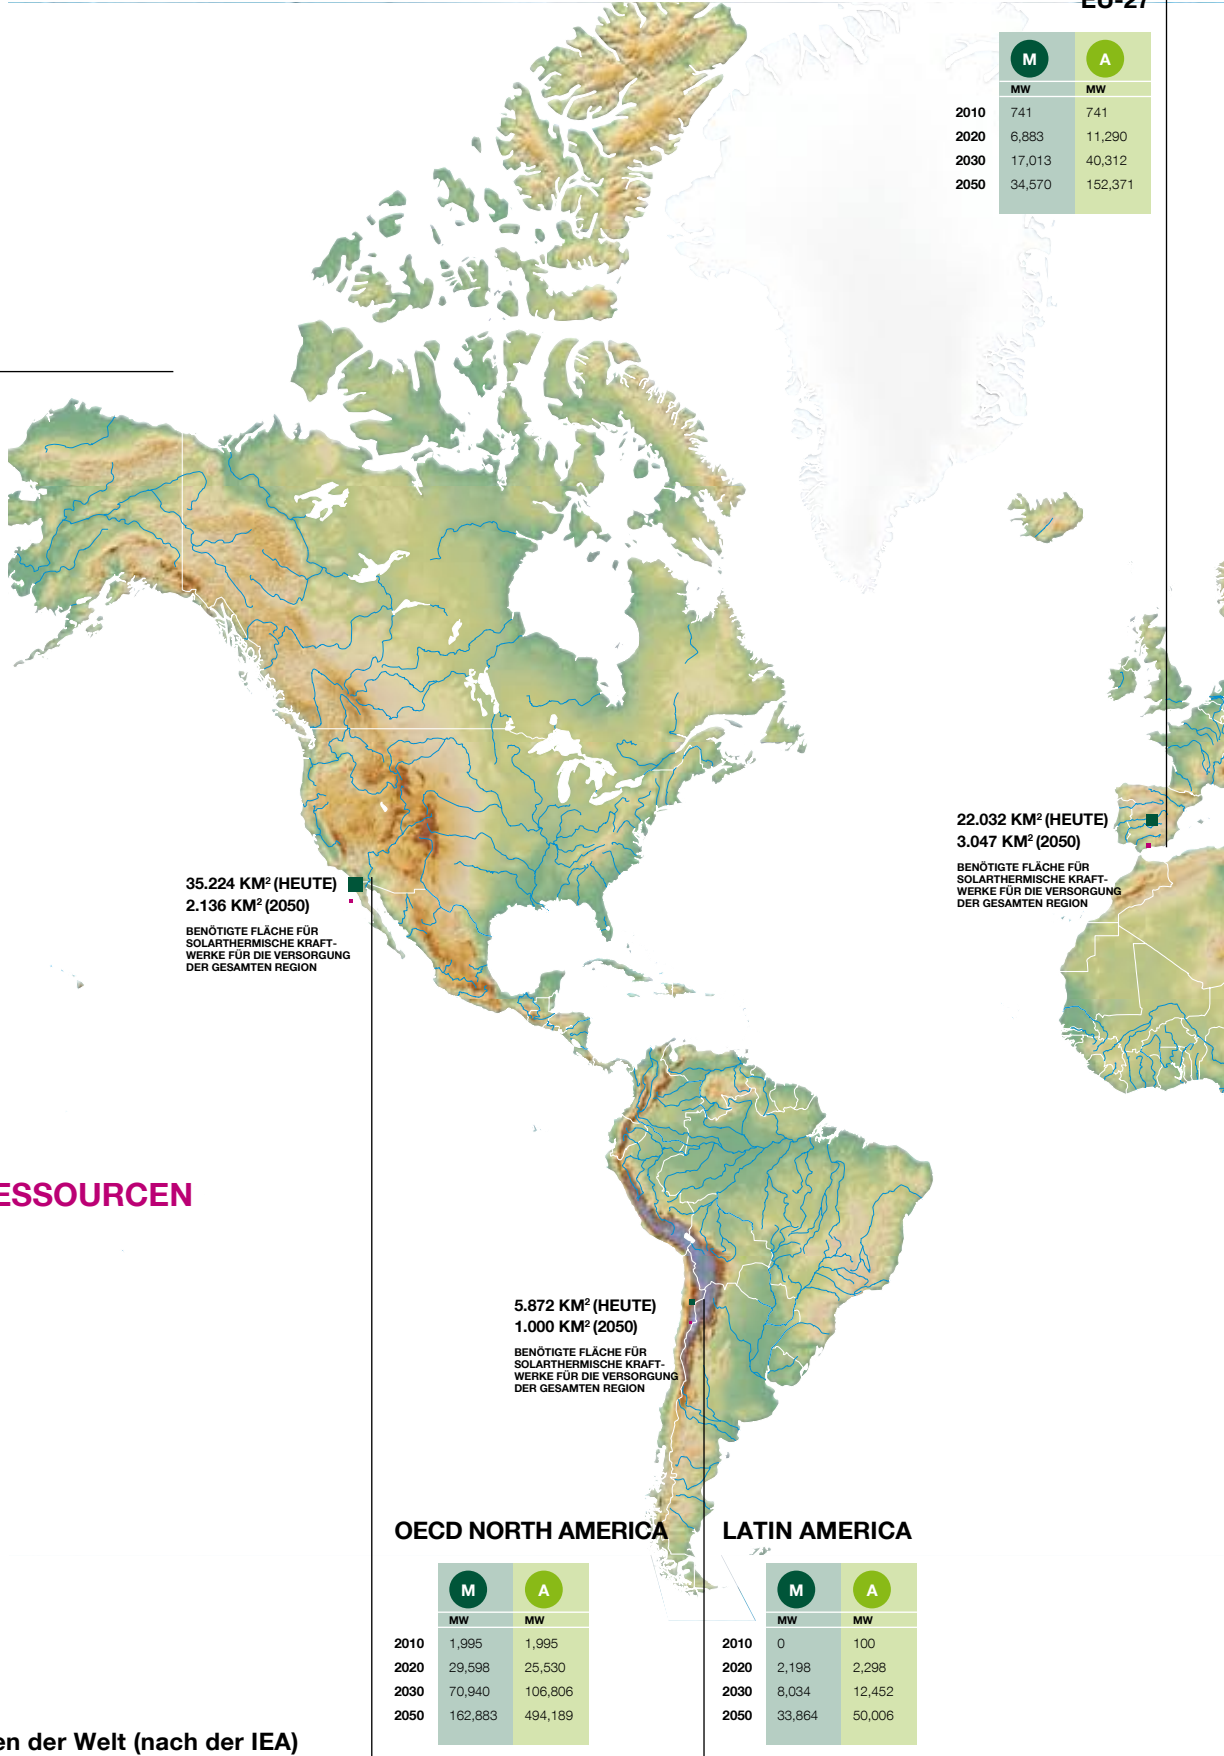 EU-27
M A
MW MW
2010 741 741
2020 6,883 11,290
2030 17,013 40,312
2050 34,570 152,371
22.032 KM² (HEUTE)
3.047 KM² (2050)
BENÖTIGTE FLÄCHE FÜR
SOLARTHERMISCHE KRAFT-
WERKE FÜR DIE VERSORGUNG
DER GESAMTEN REGION
35.224 KM² (HEUTE)
2.136 KM² (2050)
BENÖTIGTE FLÄCHE FÜR
SOLARTHERMISCHE KRAFT-
WERKE FÜR DIE VERSORGUNG
DER GESAMTEN REGION
ESSOURCEN
5.872 KM² (HEUTE)
1.000 KM² (2050)
BENÖTIGTE FLÄCHE FÜR
SOLARTHERMISCHE KRAFT-
WERKE FÜR DIE VERSORGUNG
DER GESAMTEN REGION
OECD NORTH AMERICA
M A
MW MW
2010 1,995 1,995
2020 29,598 25,530
2030 70,940 106,806
2050 162,883 494,189
LATIN AMERICA
M A
MW MW
2010 0 100
2020 2,198 2,298
2030 8,034 12,452
2050 33,864 50,006
en der Welt (nach der IEA)